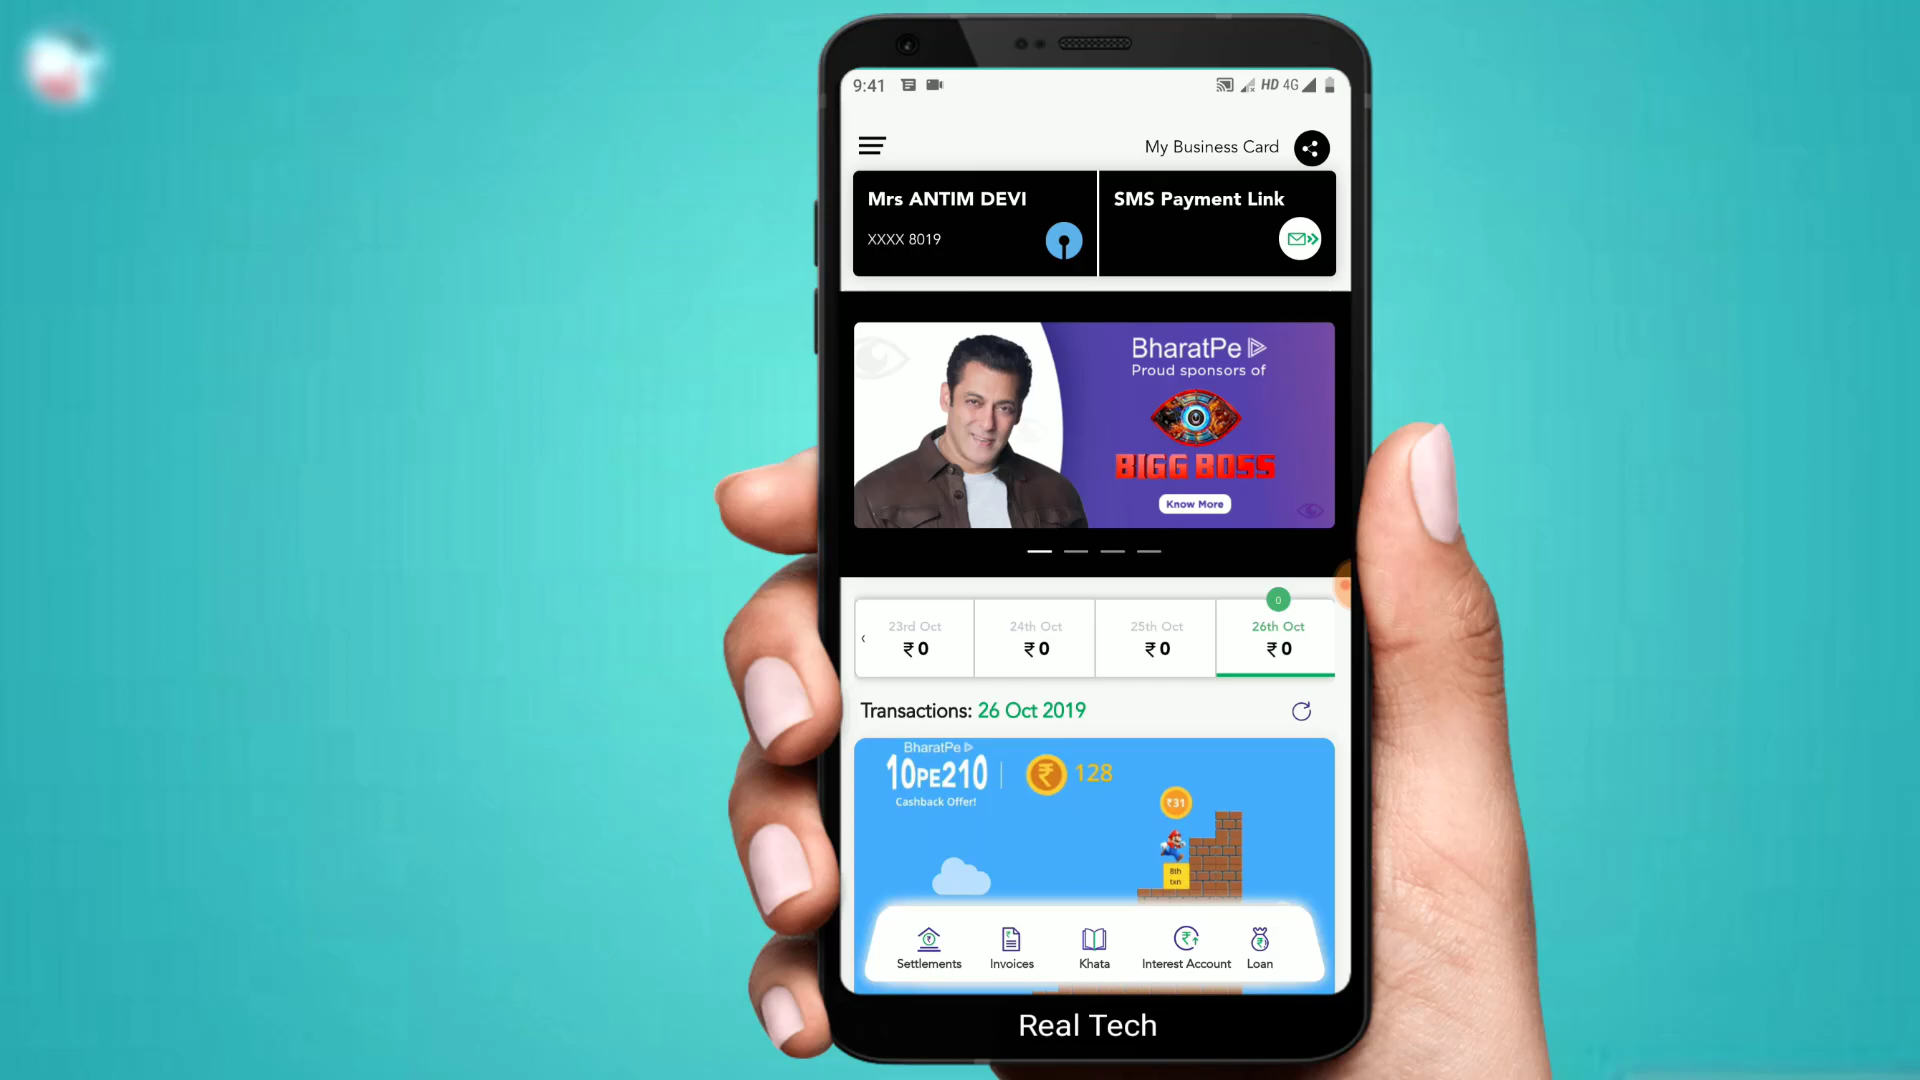 9:41
HD 4G
My Business Card
Mrs ANTIM DEVI
XXXX 8019
SMS Payment Link
BharatPe
Proud sponsors of
BIGG BOSS
Know More
0
23rd Oct
₹ 0
24th Oct
₹ 0
25th Oct
₹ 0
26th Oct
₹ 0
Transactions: 26 Oct 2019
BharatPe
10PE210
Cashback Offer!
₹ 128
₹31
8th
txn
Settlements
Invoices
Khata
Interest Account
Loan
Real Tech